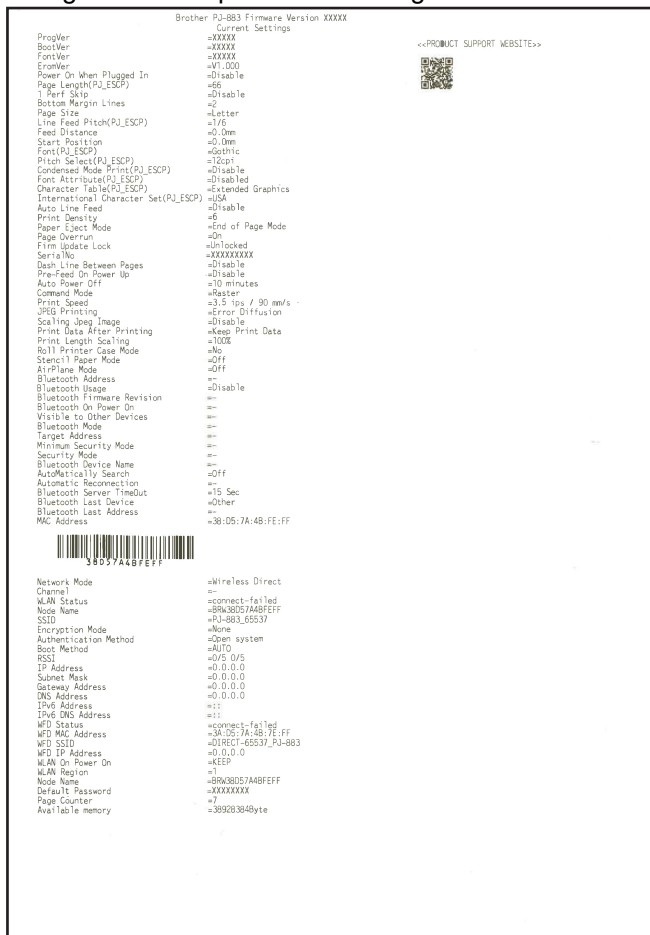 Brother PJ-883 Firmware Version XXXXX
Current Settings
ProgVer =XXXXX
BootVer =XXXXX
FontVer =XXXXX
EromVer =V1.000
Power On When Plugged In =Disable
Page Length(PJ_ESCP) =66
1 Perf Skip =Disable
Bottom Margin Lines =2
Page Size =Letter
Line Feed Pitch(PJ_ESCP) =1/6
Feed Distance =0.0mm
Start Position =0.0mm
Font(PJ_ESCP) =Gothic
Pitch Select(PJ_ESCP) =12cpi
Condensed Mode Print(PJ_ESCP) =Disable
Font Attribute(PJ_ESCP) =Disabled
Character Table(PJ_ESCP) =Extended Graphics
International Character Set(PJ_ESCP) =USA
Auto Line Feed =Disable
Print Density =6
Paper Eject Mode =End of Page Mode
Page Overrun =On
Firm Update Lock =Unlocked
SerialNo =XXXXXXXXX
Dash Line Between Pages =Disable
Pre-Feed On Power Up =Disable
Auto Power Off =10 minutes
Command Mode =Raster
Print Speed =3.5 ips / 90 mm/s
JPEG Printing =Error Diffusion
Scaling Jpeg Image =Disable
Print Data After Printing =Keep Print Data
Print Length Scaling =100%
Roll Printer Case Mode =No
Stencil Paper Mode =Off
AirPlane Mode =Off
Bluetooth Address =-
Bluetooth Usage =Disable
Bluetooth Firmware Revision =-
Bluetooth On Power On =-
Visible to Other Devices =-
Bluetooth Mode =-
Target Address =-
Minimum Security Mode =-
Security Mode =-
Bluetooth Device Name =-
AutoMatically Search =Off
Automatic Reconnection =-
Bluetooth Server TimeOut =15 Sec
Bluetooth Last Device =Other
Bluetooth Last Address =-
MAC Address =38:D5:7A:4B:FE:FF
38D57A4BFEFF
Network Mode =Wireless Direct
Channel =-
WLAN Status =connect-failed
Node Name =BRW38D57A4BFEFF
SSID =PJ-883_65537
Encryption Mode =None
Authentication Method =Open system
Boot Method =AUTO
RSSI =0/5 0/5
IP Address =0.0.0.0
Subnet Mask =0.0.0.0
Gateway Address =0.0.0.0
DNS Address =0.0.0.0
IPv6 Address =::
IPv6 DNS Address =::
WFD Status =connect-failed
WFD MAC Address =3A:D5:7A:4B:7E:FF
WFD SSID =DIRECT-65537_PJ-883
WFD IP Address =0.0.0.0
WLAN On Power On =KEEP
WLAN Region =1
Node Name =BRW38D57A4BFEFF
Default Password =XXXXXXXX
Page Counter =7
Available memory =38928384Byte
<<PRODUCT SUPPORT WEBSITE>>